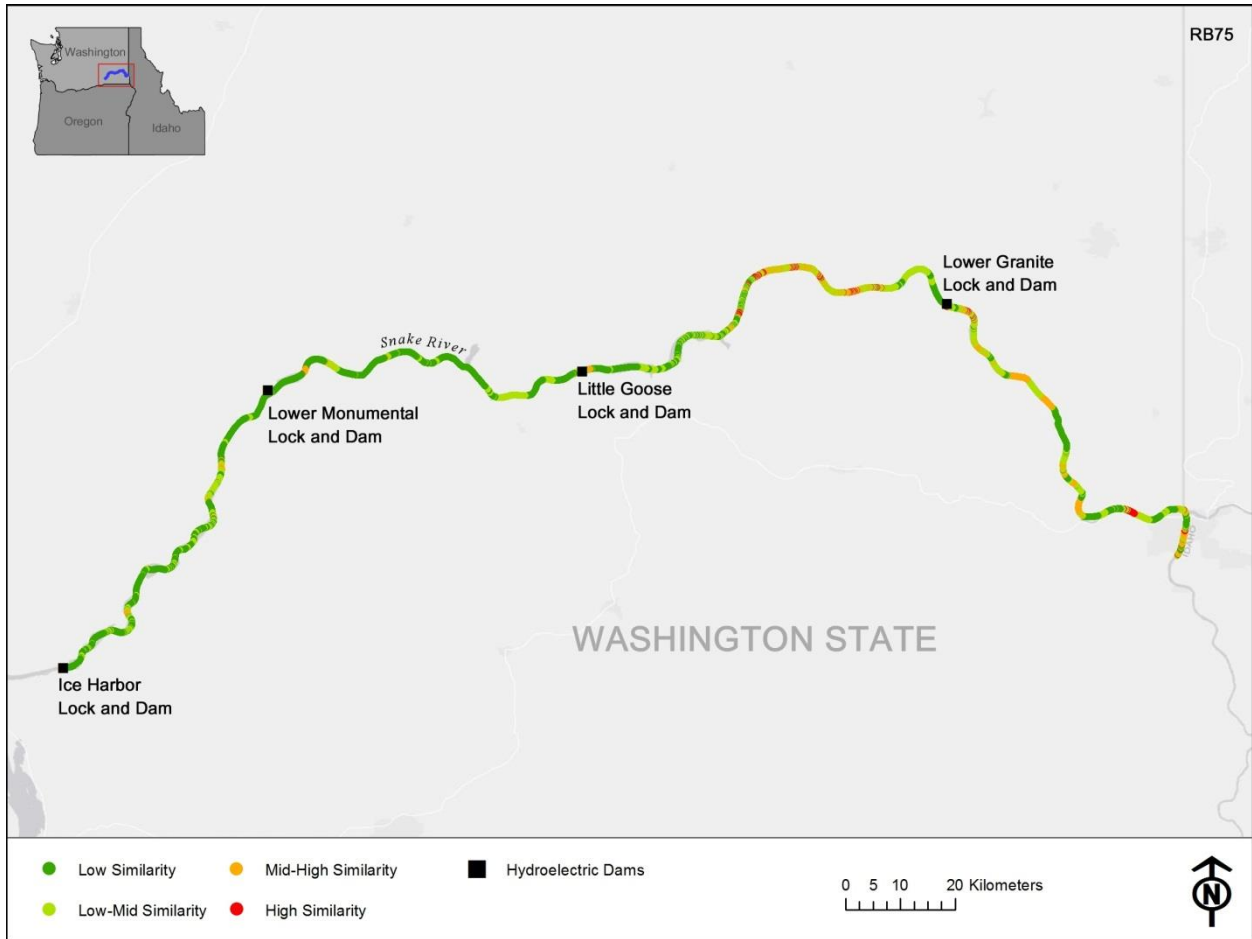 RB75
Washington
Oregon
Idaho
Lower Granite
Lock and Dam
Snake River
Little Goose
Lock and Dam
Lower Monumental
Lock and Dam
IDAHO
WASHINGTON STATE
Ice Harbor
Lock and Dam
Low Similarity
Mid-High Similarity
Hydroelectric Dams
Low-Mid Similarity
High Similarity
0 5 10 20 Kilometers
N